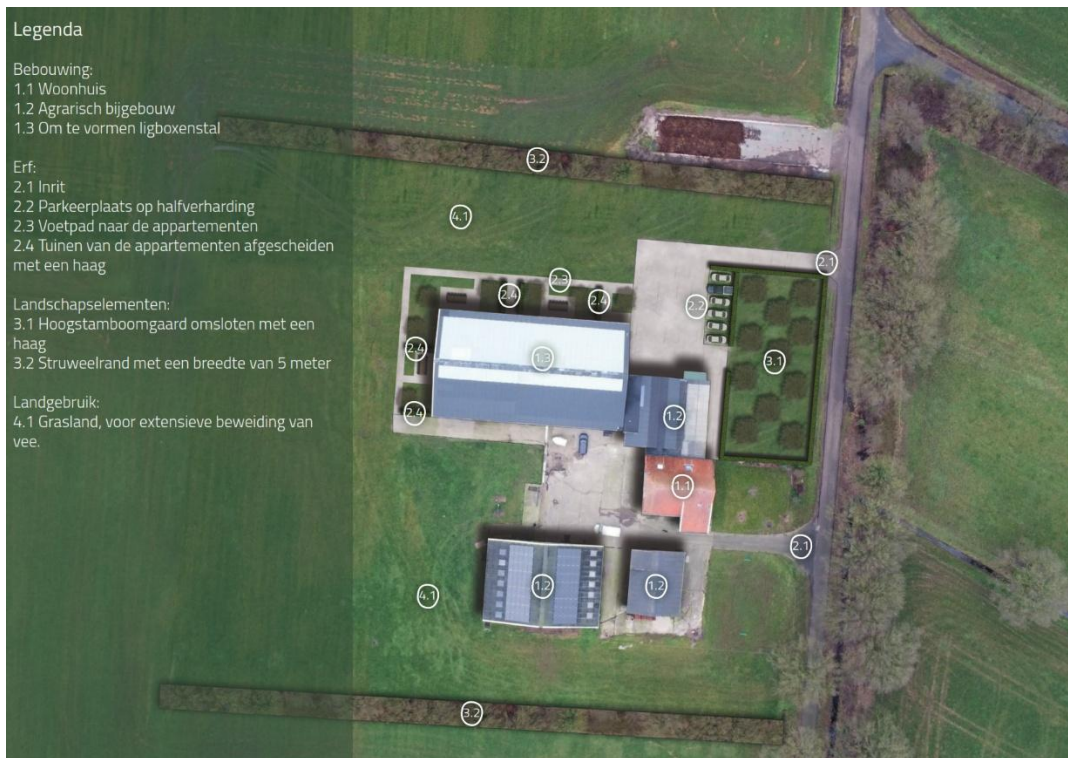 Legenda
Bebouwing:
1.1 Woonhuis
1.2 Agrarisch bijgebouw
1.3 Om te vormen ligboxenstal
Erf:
2.1 Inrit
2.2 Parkeerplaats op halfverharding
2.3 Voetpad naar de appartementen
2.4 Tuinen van de appartementen afgescheiden
met een haag
Landschapselementen:
3.1 Hoogstamboomgaard omsloten met een
haag
3.2 Struweelrand met een breedte van 5 meter
Landgebruik:
4.1 Grasland, voor extensieve beweiding van
vee.
3.2
4.1
2.1
2.3
2.4
2.4
2.2
2.4
1.3
3.1
2.4
1.2
1.1
2.1
4.1
1.2
1.2
3.2